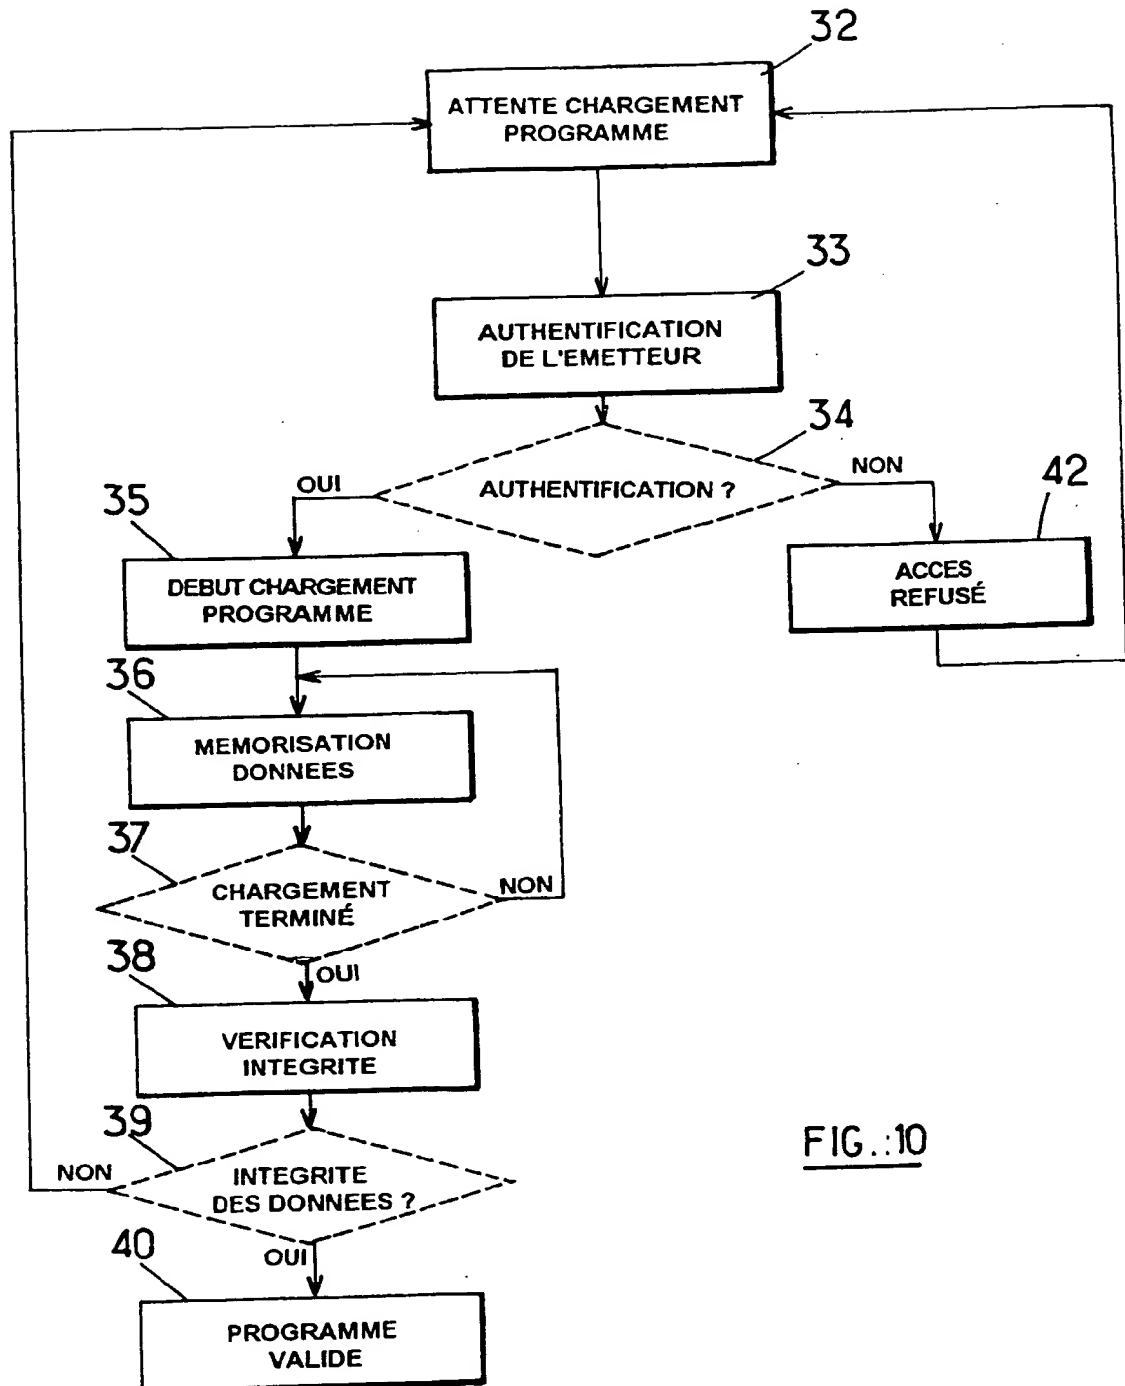 32
ATTENTE CHARGEMENT
PROGRAMME
33
AUTHENTIFICATION
DE L'EMETTEUR
34
AUTHENTIFICATION ?
OUI
NON
35
DEBUT CHARGEMENT
PROGRAMME
42
ACCES
REFUSÉ
36
MEMORISATION
DONNEES
37
CHARGEMENT
TERMINÉ
NON
OUI
38
VERIFICATION
INTEGRITE
39
INTEGRITE
DES DONNEES ?
NON
OUI
40
PROGRAMME
VALIDE
FIG.:10